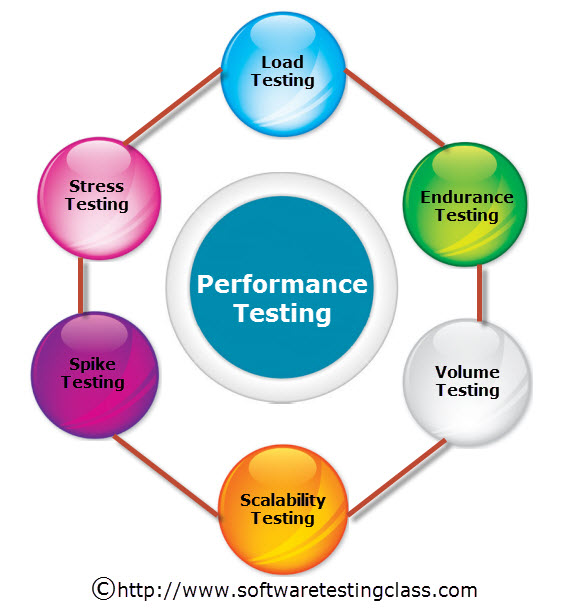 Load
Testing
Stress
Testing
Endurance
Testing
Performance
Testing
Spike
Testing
Volume
Testing
Scalability
Testing
©http://www.softwaretestingclass.com